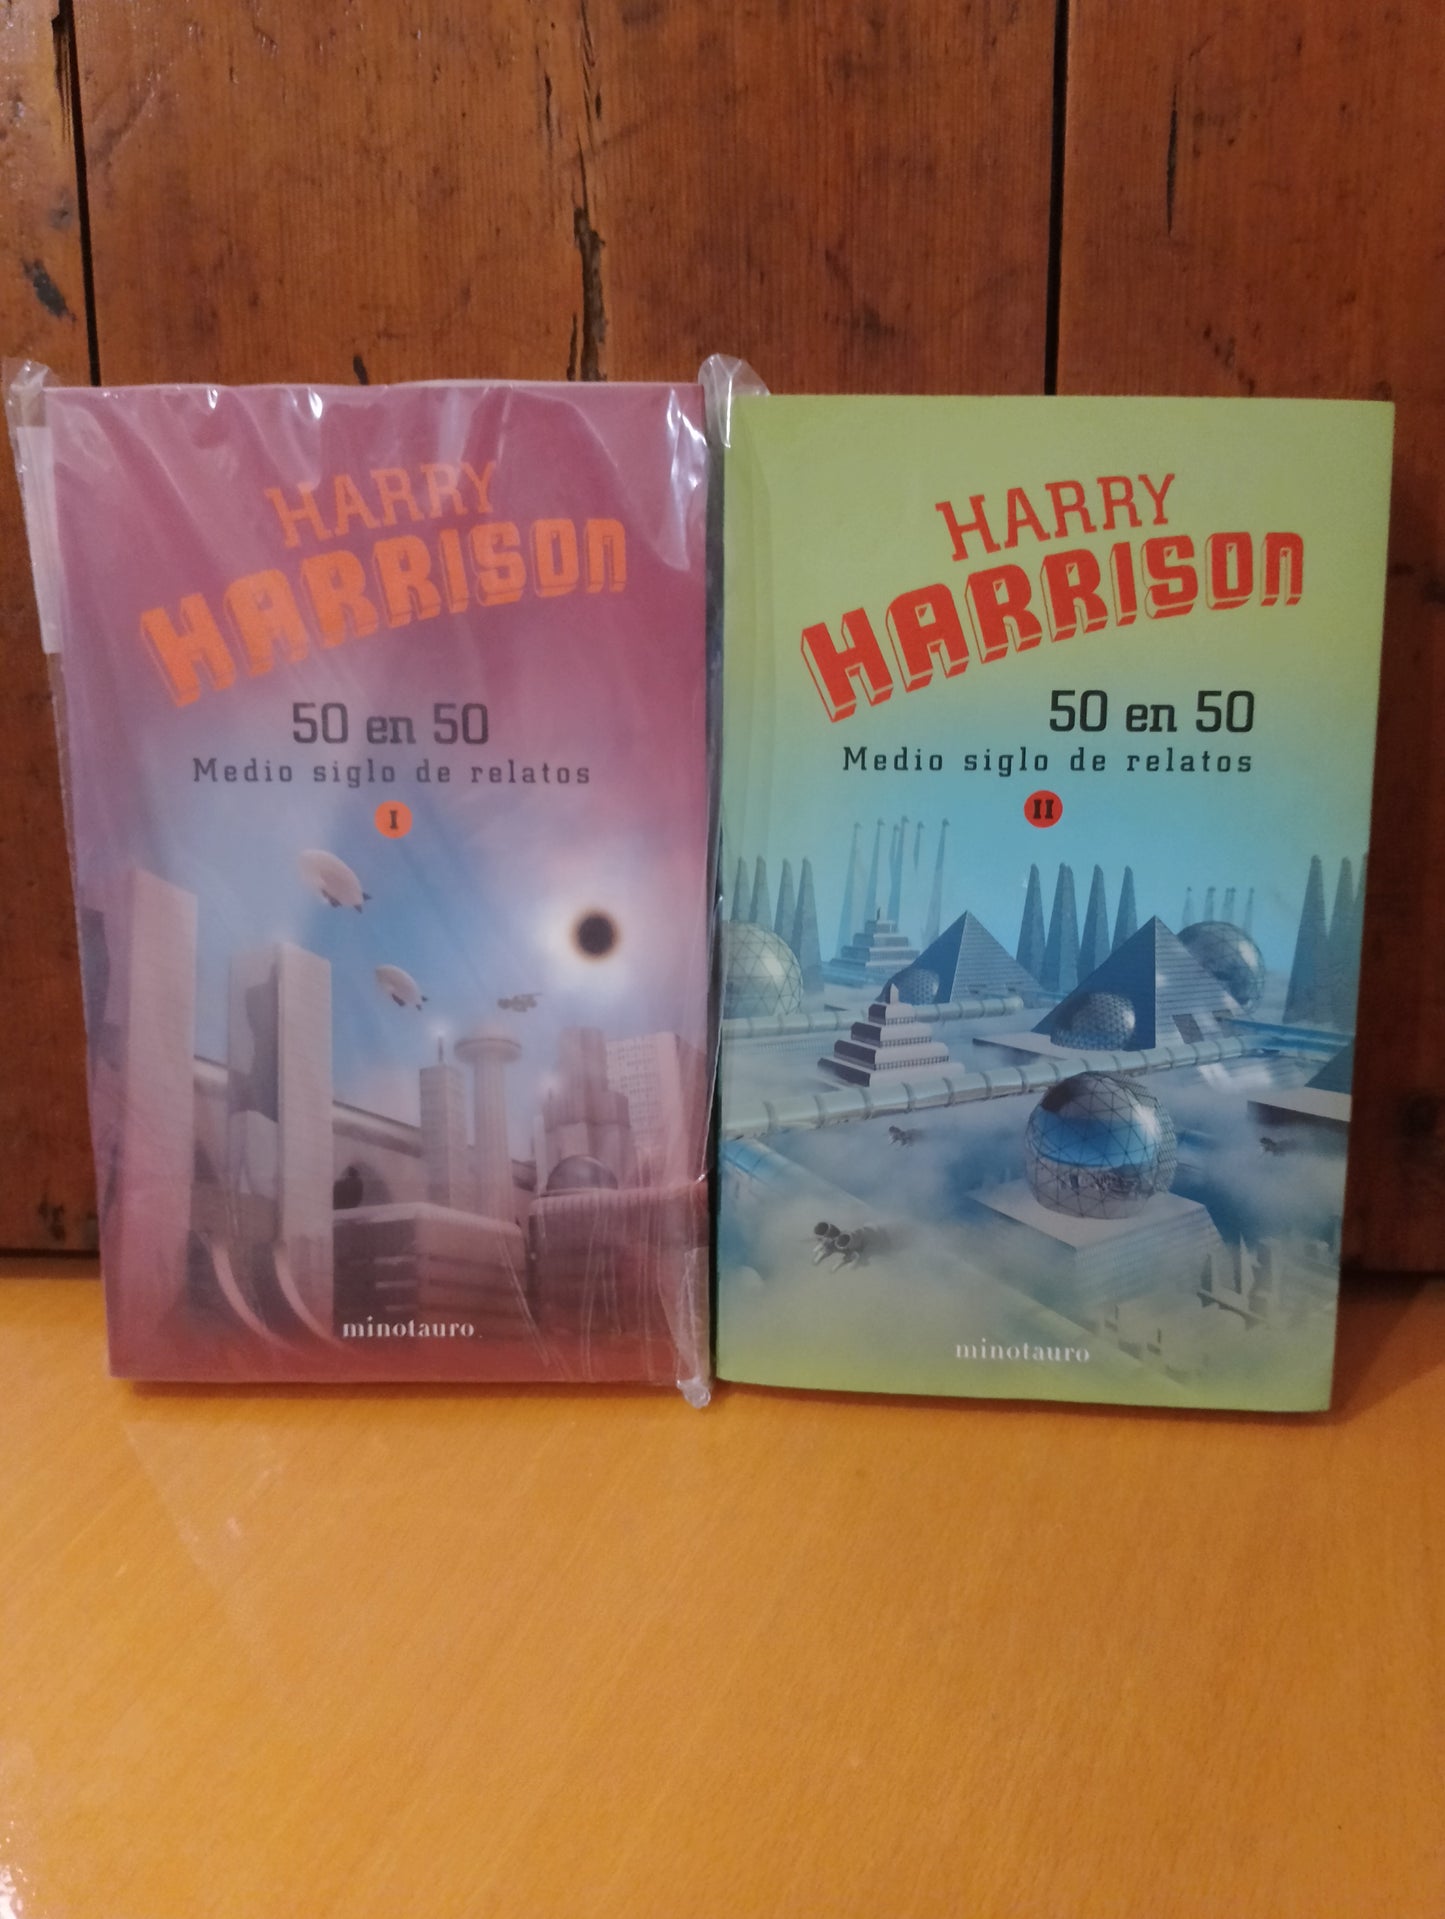 HARRY
HARRISON
50 en 50
Medio siglo de relatos
I
minotauro
HARRY
HARRISON
50 en 50
Medio siglo de relatos
II
minotauro